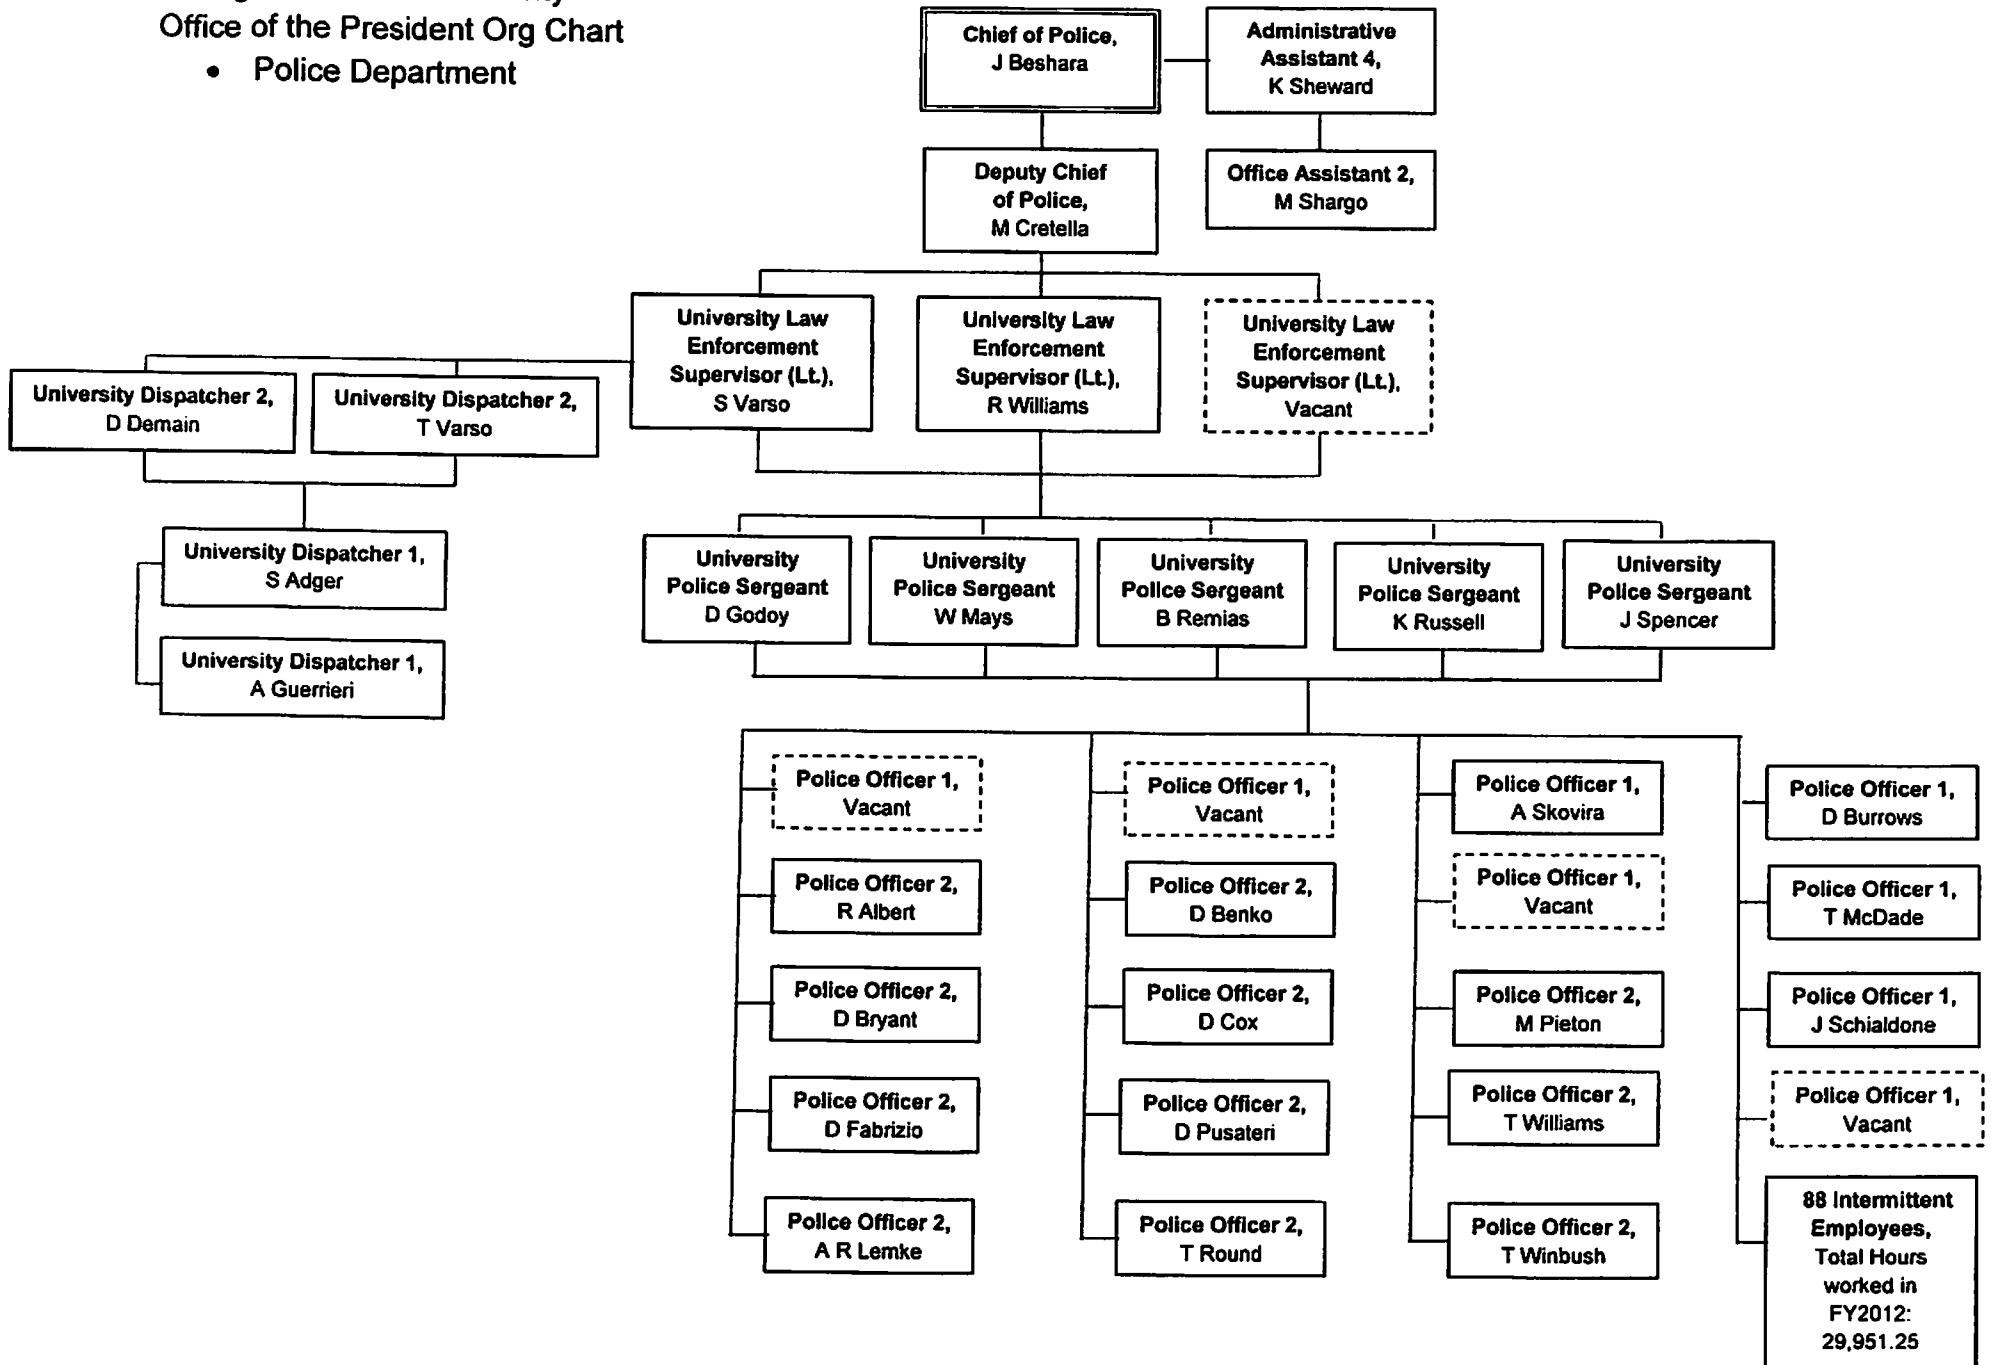 Office of the President Org Chart
• Police Department
Chief of Police,
J Beshara
Administrative
Assistant 4,
K Sheward
Deputy Chief
of Police,
M Cretella
Office Assistant 2,
M Shargo
University Law
Enforcement
Supervisor (Lt.),
S Varso
University Law
Enforcement
Supervisor (Lt.),
R Williams
University Law
Enforcement
Supervisor (Lt.),
Vacant
University Dispatcher 2,
D Demain
University Dispatcher 2,
T Varso
University Dispatcher 1,
S Adger
University Dispatcher 1,
A Guerrieri
University
Police Sergeant
D Godoy
University
Police Sergeant
W Mays
University
Police Sergeant
B Remias
University
Police Sergeant
K Russell
University
Police Sergeant
J Spencer
Police Officer 1,
Vacant
Police Officer 2,
R Albert
Police Officer 2,
D Bryant
Police Officer 2,
D Fabrizio
Police Officer 2,
A R Lemke
Police Officer 1,
Vacant
Police Officer 2,
D Benko
Police Officer 2,
D Cox
Police Officer 2,
D Pusateri
Police Officer 2,
T Round
Police Officer 1,
A Skovira
Police Officer 1,
Vacant
Police Officer 2,
M Pieton
Police Officer 2,
T Williams
Police Officer 2,
T Winbush
Police Officer 1,
D Burrows
Police Officer 1,
T McDade
Police Officer 1,
J Schialdone
Police Officer 1,
Vacant
88 Intermittent
Employees,
Total Hours
worked in
FY2012:
29,951.25